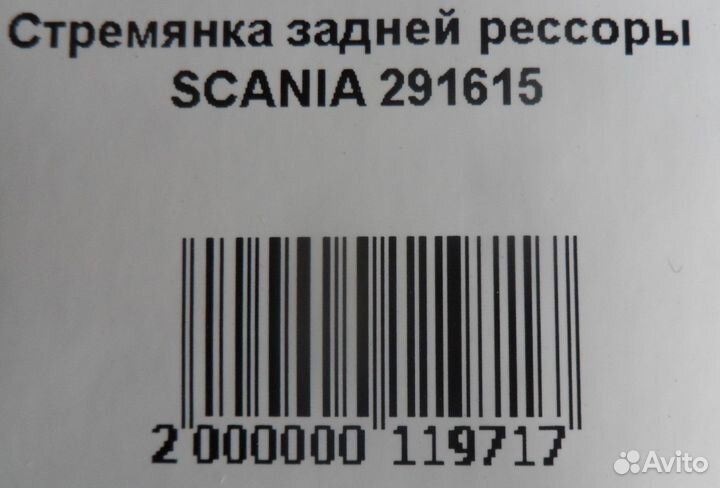 Стремянка задней рессоры
SCANIA 291615
2 000000 119717
Avito